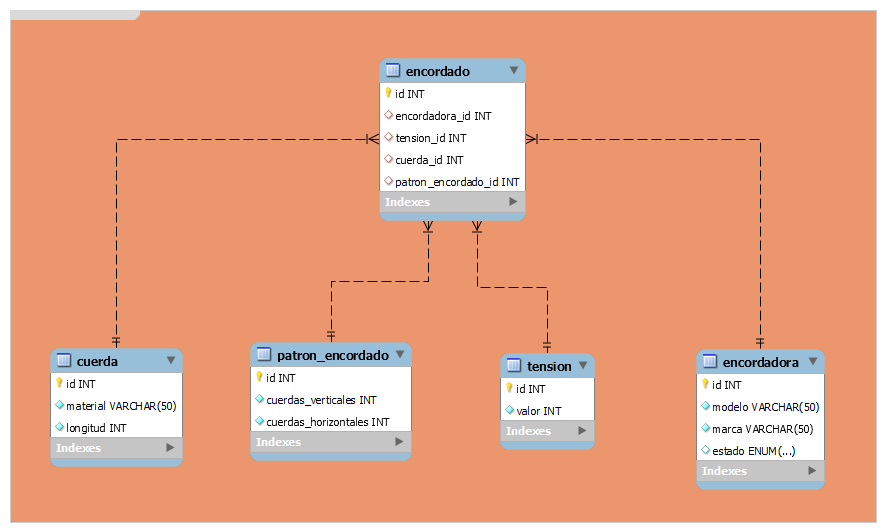 encordado
id INT
encordadora_id INT
tension_id INT
cuerda_id INT
patron_encordado_id INT
Indexes
cuerda
id INT
material VARCHAR(50)
longitud INT
Indexes
patron_encordado
id INT
cuerdas_verticales INT
cuerdas_horizontales INT
Indexes
tension
id INT
valor INT
Indexes
encordadora
id INT
modelo VARCHAR(50)
marca VARCHAR(50)
estado ENUM(...)
Indexes